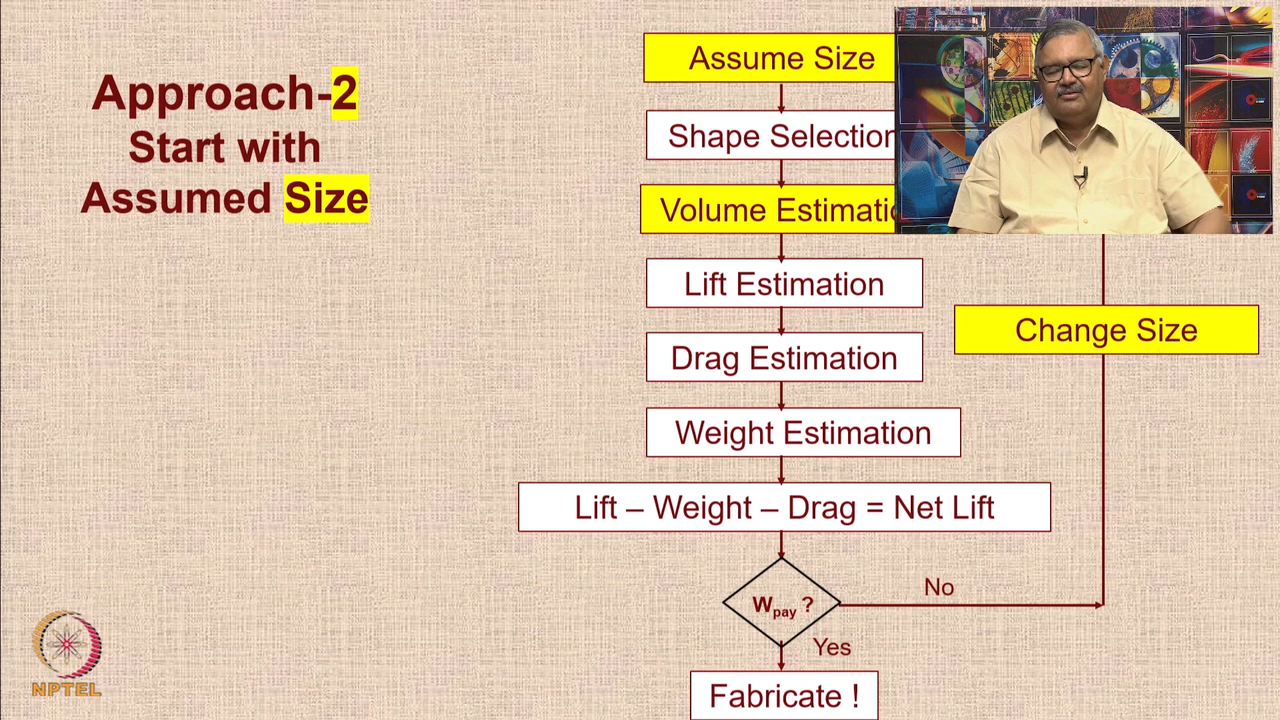 Approach-2
Start with
Assumed Size
Assume Size
Shape Selection
Volume Estimati
Lift Estimation
Change Size
Drag Estimation
Weight Estimation
Lift – Weight – Drag = Net Lift
Wpay ?
No
Yes
Fabricate !
NPTEL